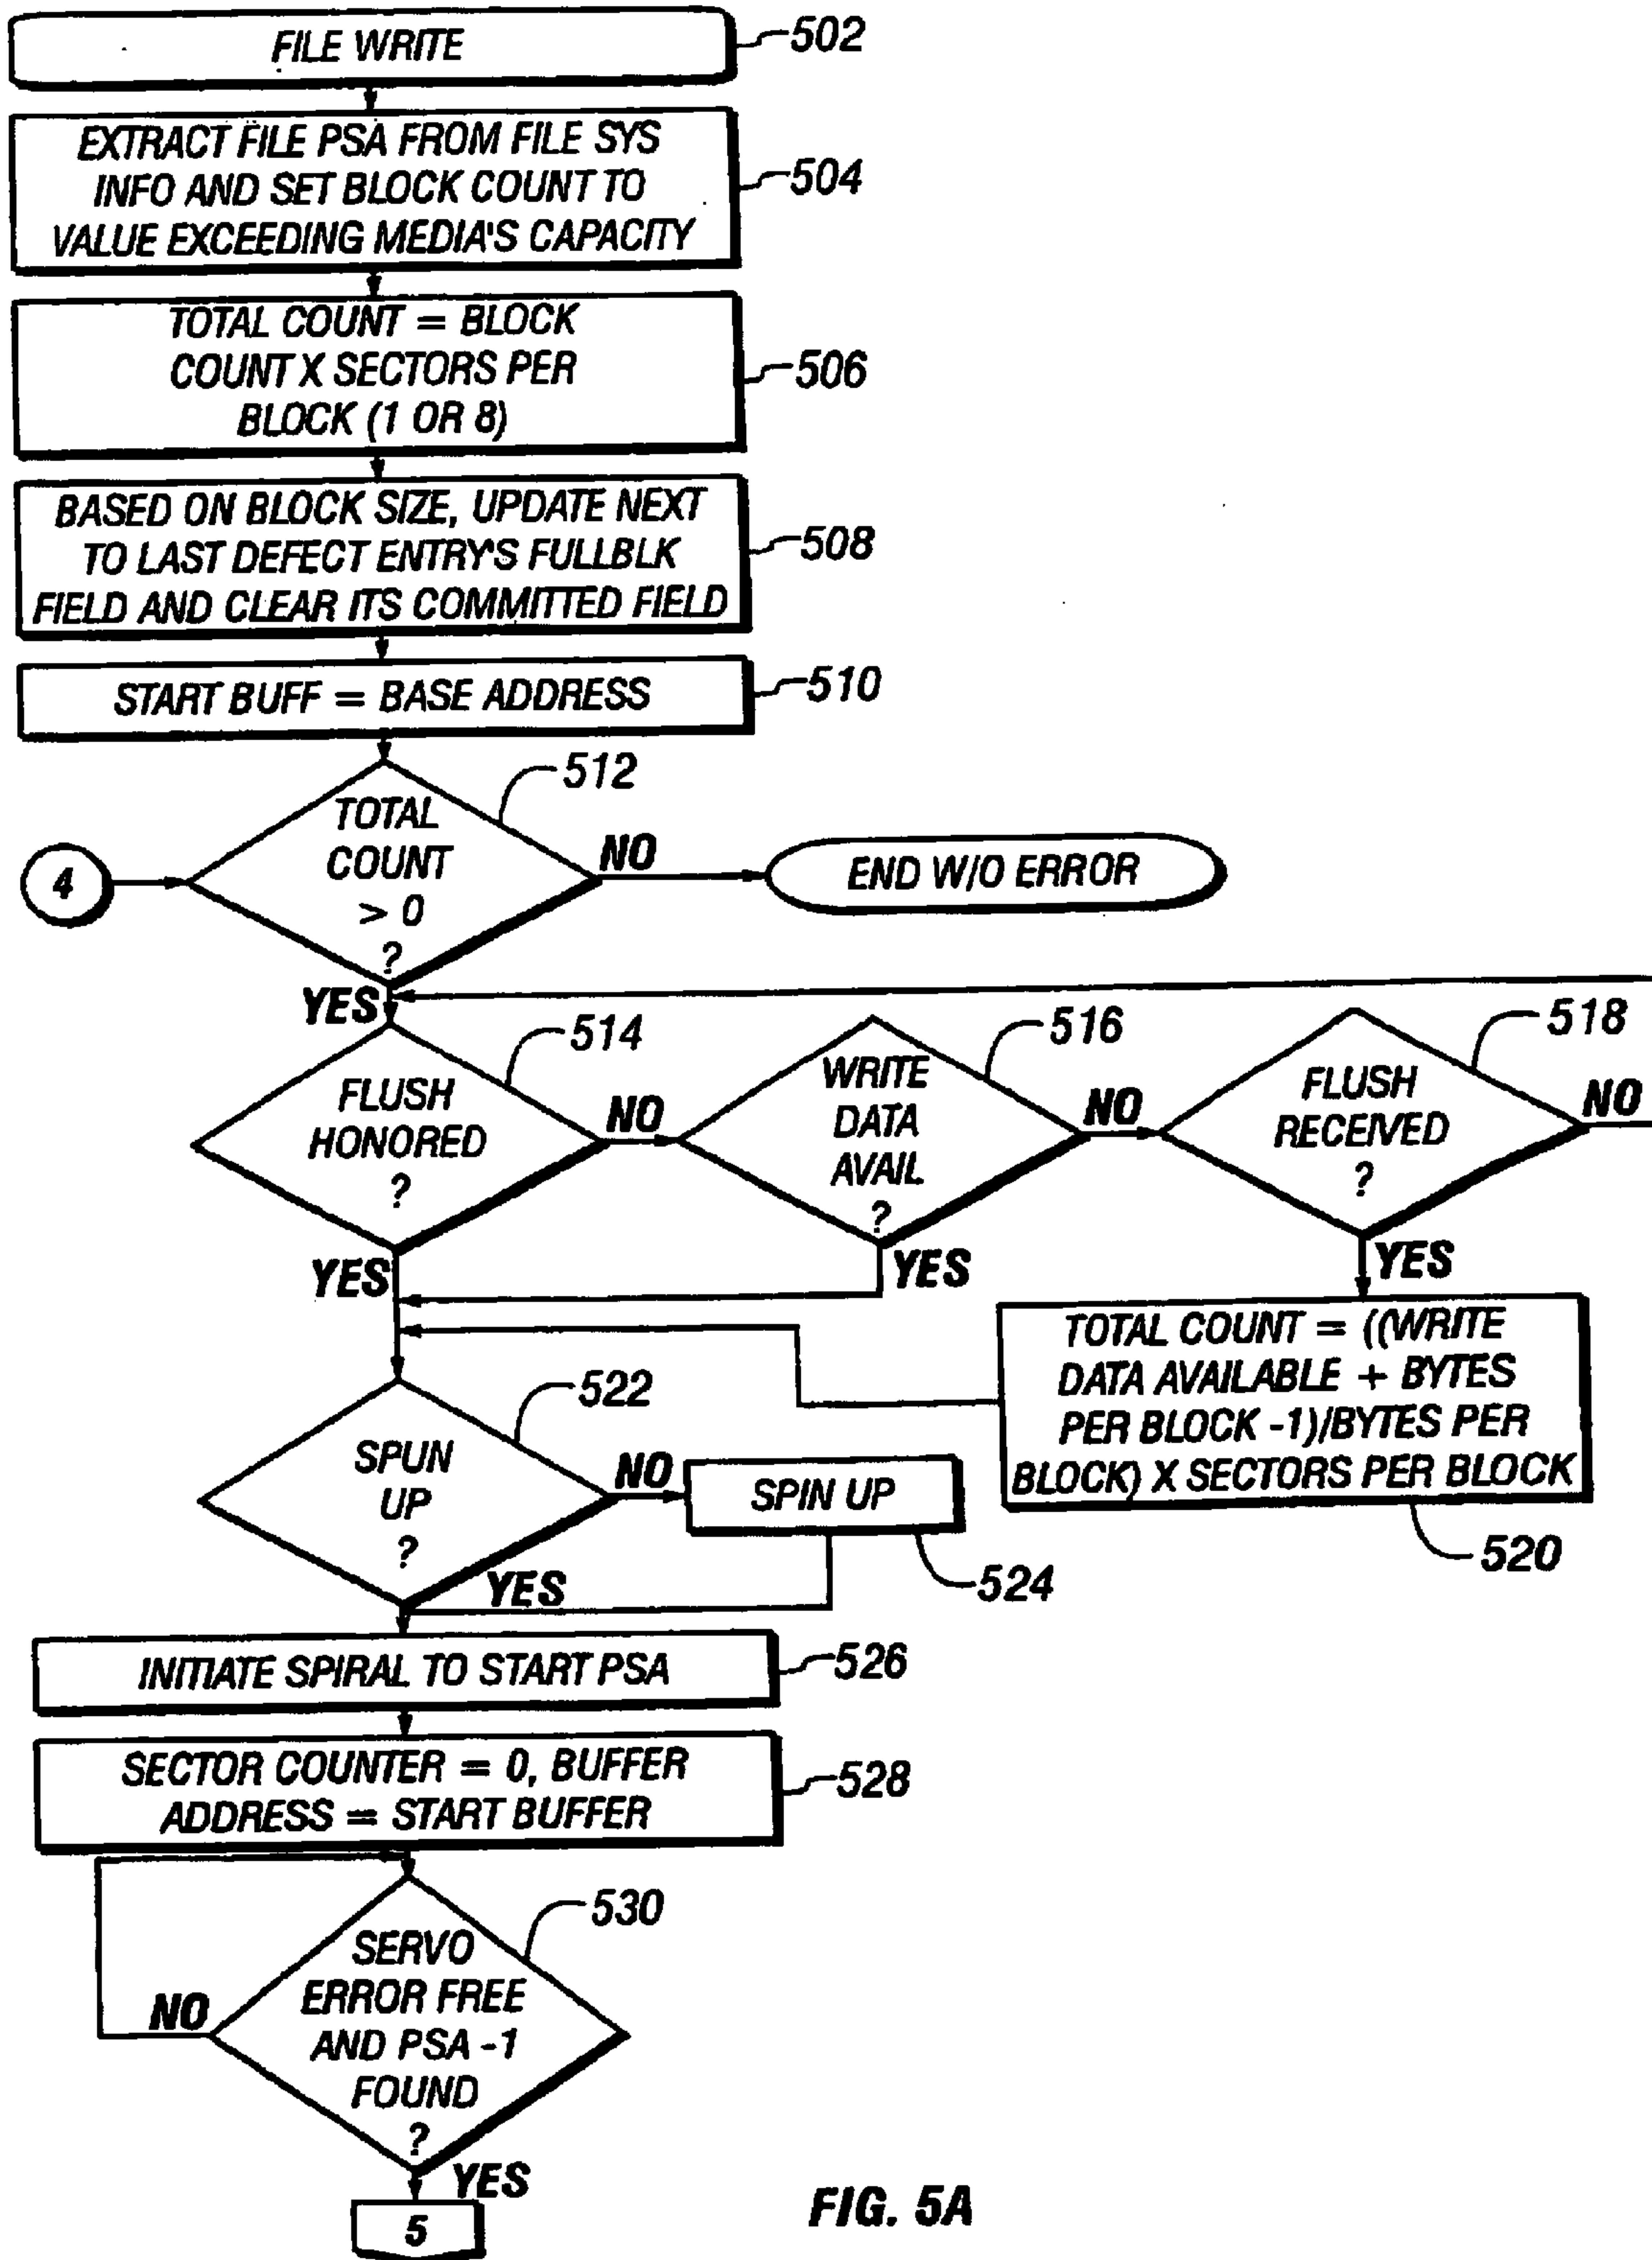 FILE WRITE
502
EXTRACT FILE PSA FROM FILE SYS
INFO AND SET BLOCK COUNT TO
VALUE EXCEEDING MEDIA'S CAPACITY
504
TOTAL COUNT = BLOCK
COUNT X SECTORS PER
BLOCK (1 OR 8)
506
BASED ON BLOCK SIZE, UPDATE NEXT
TO LAST DEFECT ENTRY'S FULLBLK
FIELD AND CLEAR ITS COMMITTED FIELD
508
START BUFF = BASE ADDRESS
510
4
TOTAL
COUNT
> 0
?
512
NO
END W/O ERROR
YES
FLUSH
HONORED
?
514
NO
YES
WRITE
DATA
AVAIL
?
516
NO
YES
FLUSH
RECEIVED
?
518
NO
YES
TOTAL COUNT = ((WRITE
DATA AVAILABLE + BYTES
PER BLOCK -1)/BYTES PER
BLOCK) X SECTORS PER BLOCK
520
SPUN
UP
?
522
NO
SPIN UP
524
YES
INITIATE SPIRAL TO START PSA
526
SECTOR COUNTER = 0, BUFFER
ADDRESS = START BUFFER
528
SERVO
ERROR FREE
AND PSA -1
FOUND
?
530
NO
YES
5
FIG. 5A